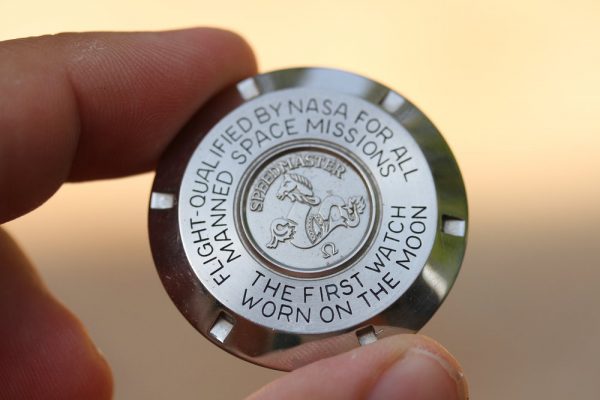 FLIGHT-QUALIFIED BY NASA FOR ALL
MANNED SPACE MISSIONS
SPEEDMASTER
Ω
THE FIRST WATCH
WORN ON THE MOON